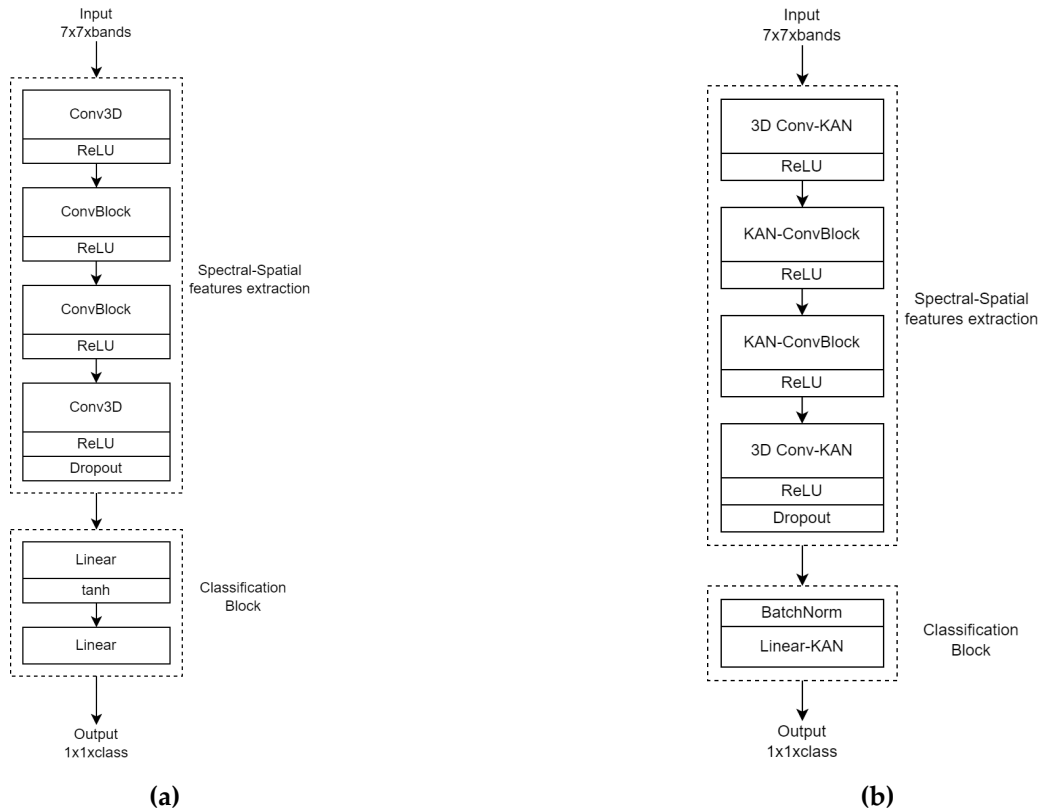 Input
7x7xbands
Conv3D
ReLU
ConvBlock
ReLU
ConvBlock
ReLU
Conv3D
ReLU
Dropout
Spectral-Spatial
features extraction
Linear
tanh
Linear
Classification
Block
Output
1x1xclass
(a)
Input
7x7xbands
3D Conv-KAN
ReLU
KAN-ConvBlock
ReLU
KAN-ConvBlock
ReLU
3D Conv-KAN
ReLU
Dropout
Spectral-Spatial
features extraction
BatchNorm
Linear-KAN
Classification
Block
Output
1x1xclass
(b)